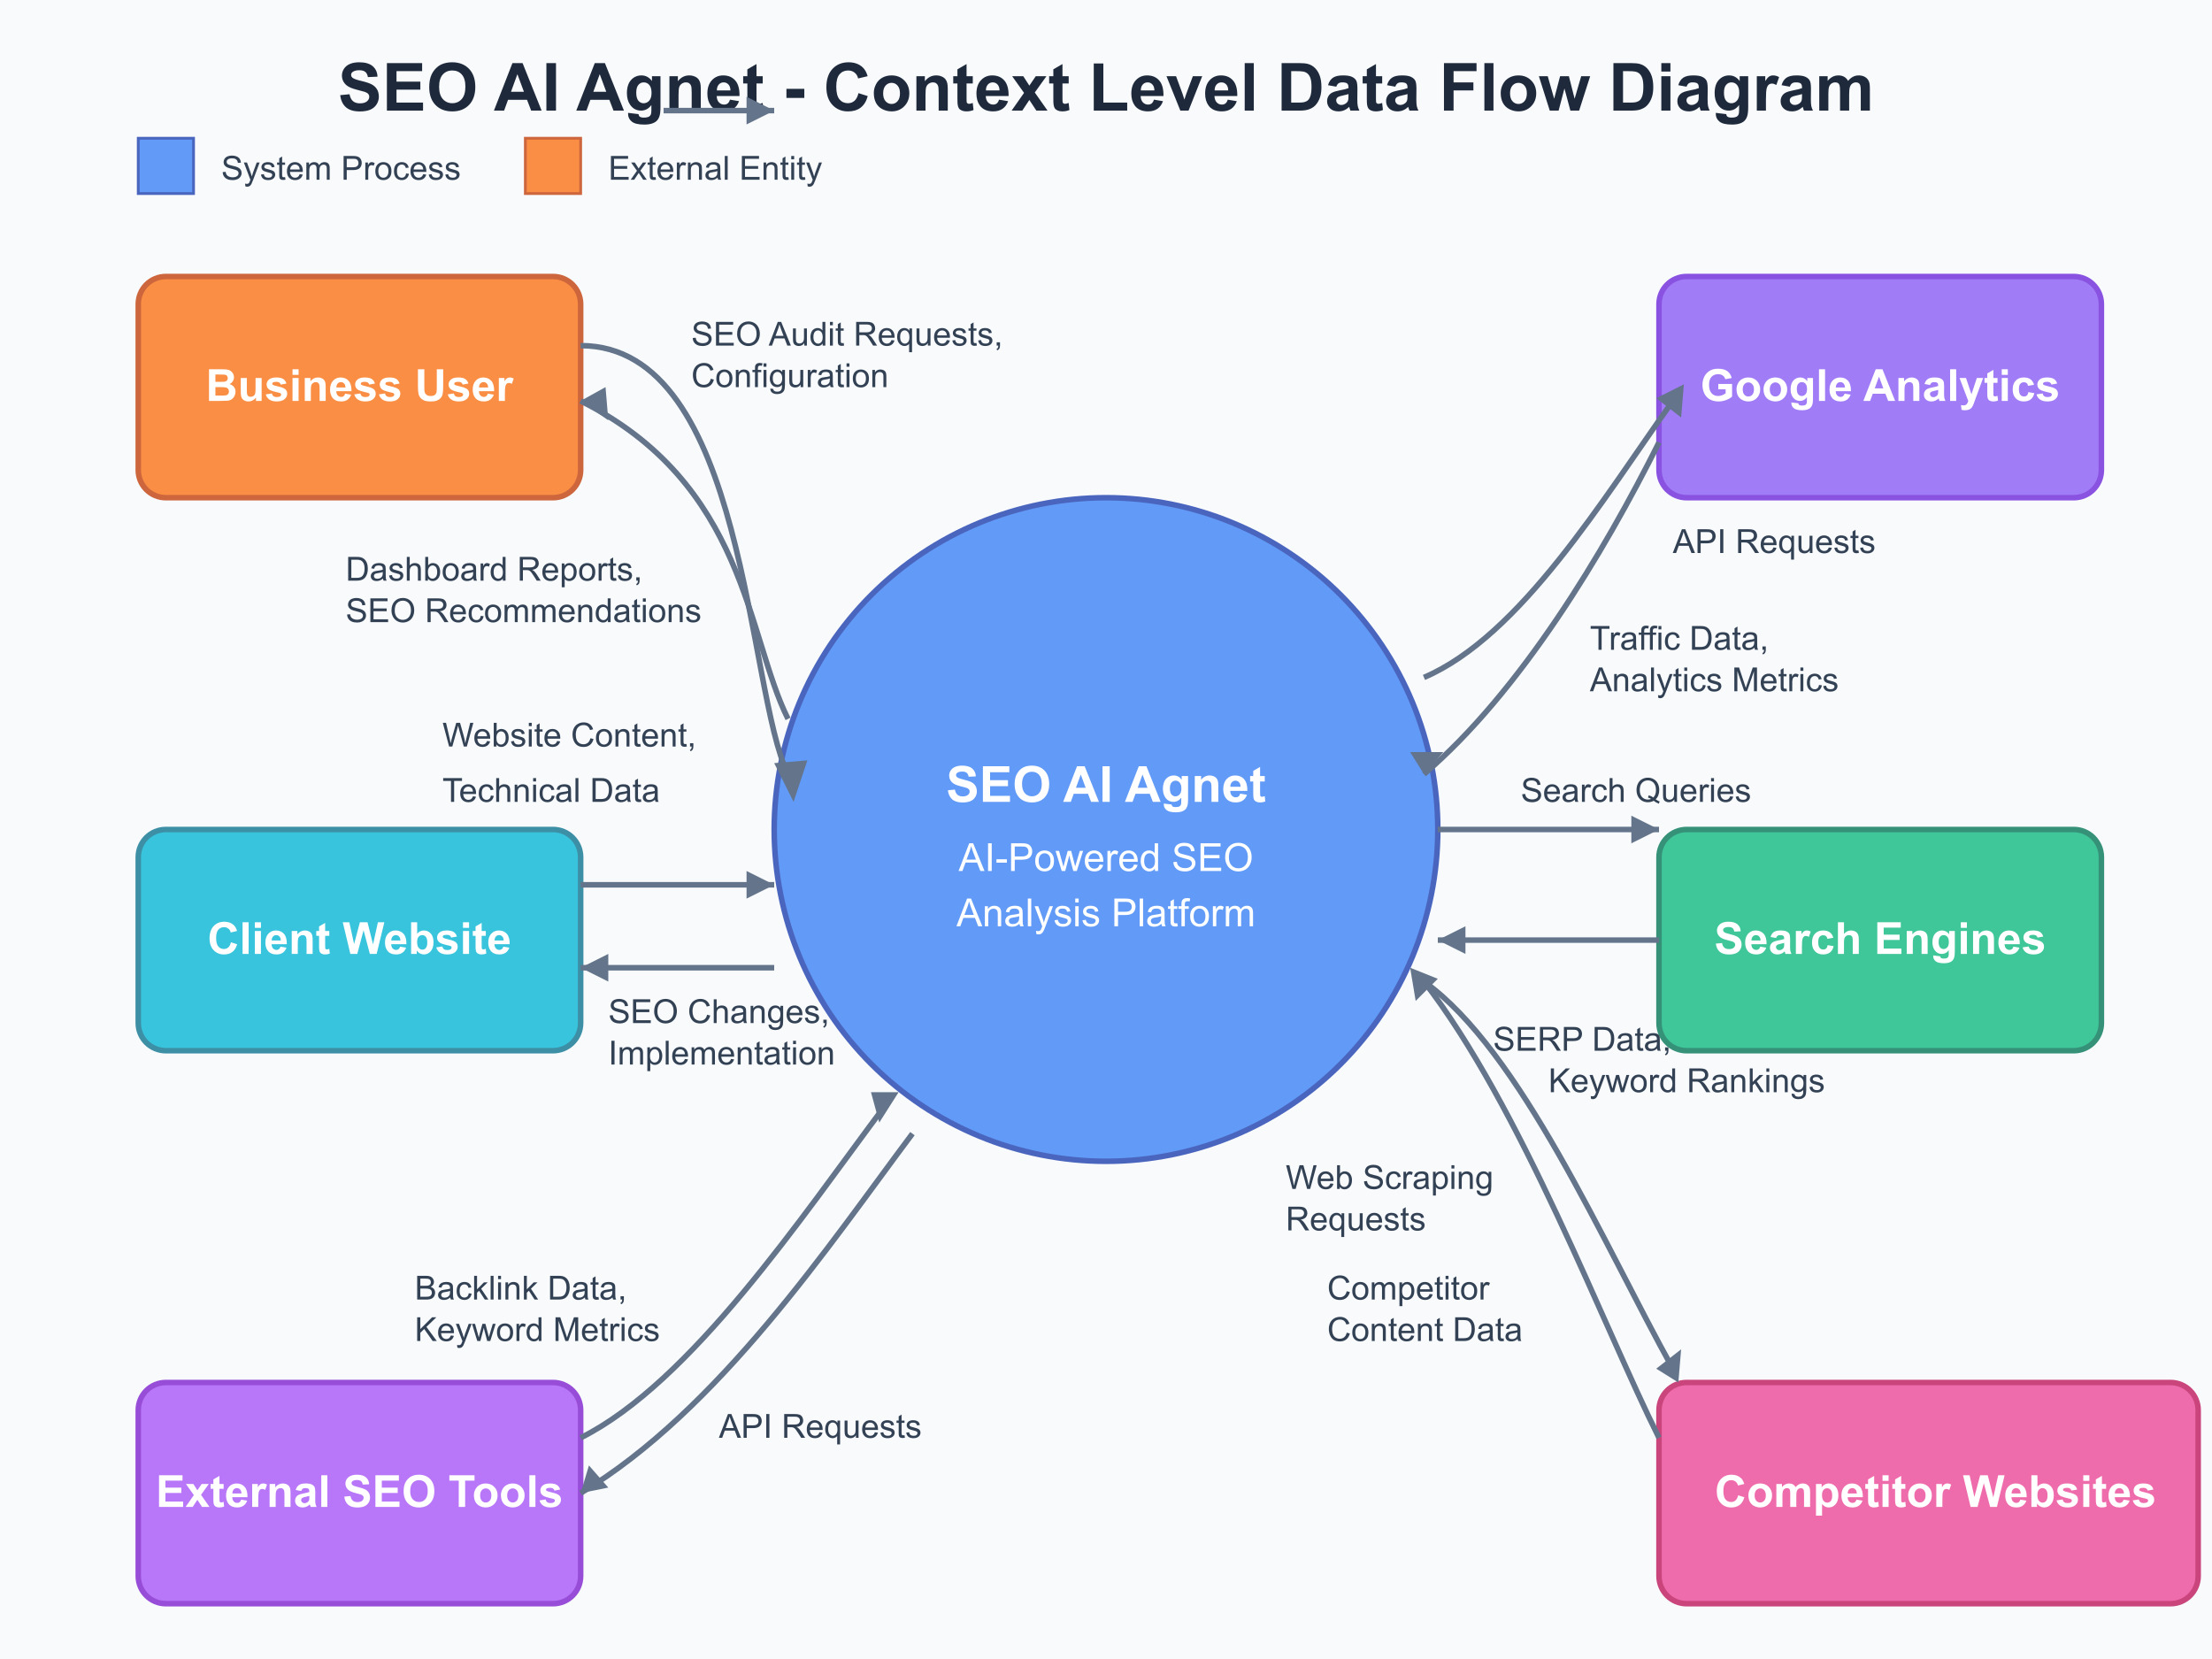 SEO AI Agnet - Context Level Data Flow Diagram
System Process
External Entity
Business User
SEO Audit Requests,
Configuration
Google Analytics
Dashboard Reports,
SEO Recommendations
API Requests
Traffic Data,
Analytics Metrics
Website Content,
Technical Data
SEO AI Agnet
AI-Powered SEO
Analysis Platform
Search Queries
Client Website
Search Engines
SEO Changes,
Implementation
SERP Data,
Keyword Rankings
Web Scraping
Requests
Competitor
Content Data
Backlink Data,
Keyword Metrics
API Requests
External SEO Tools
Competitor Websites